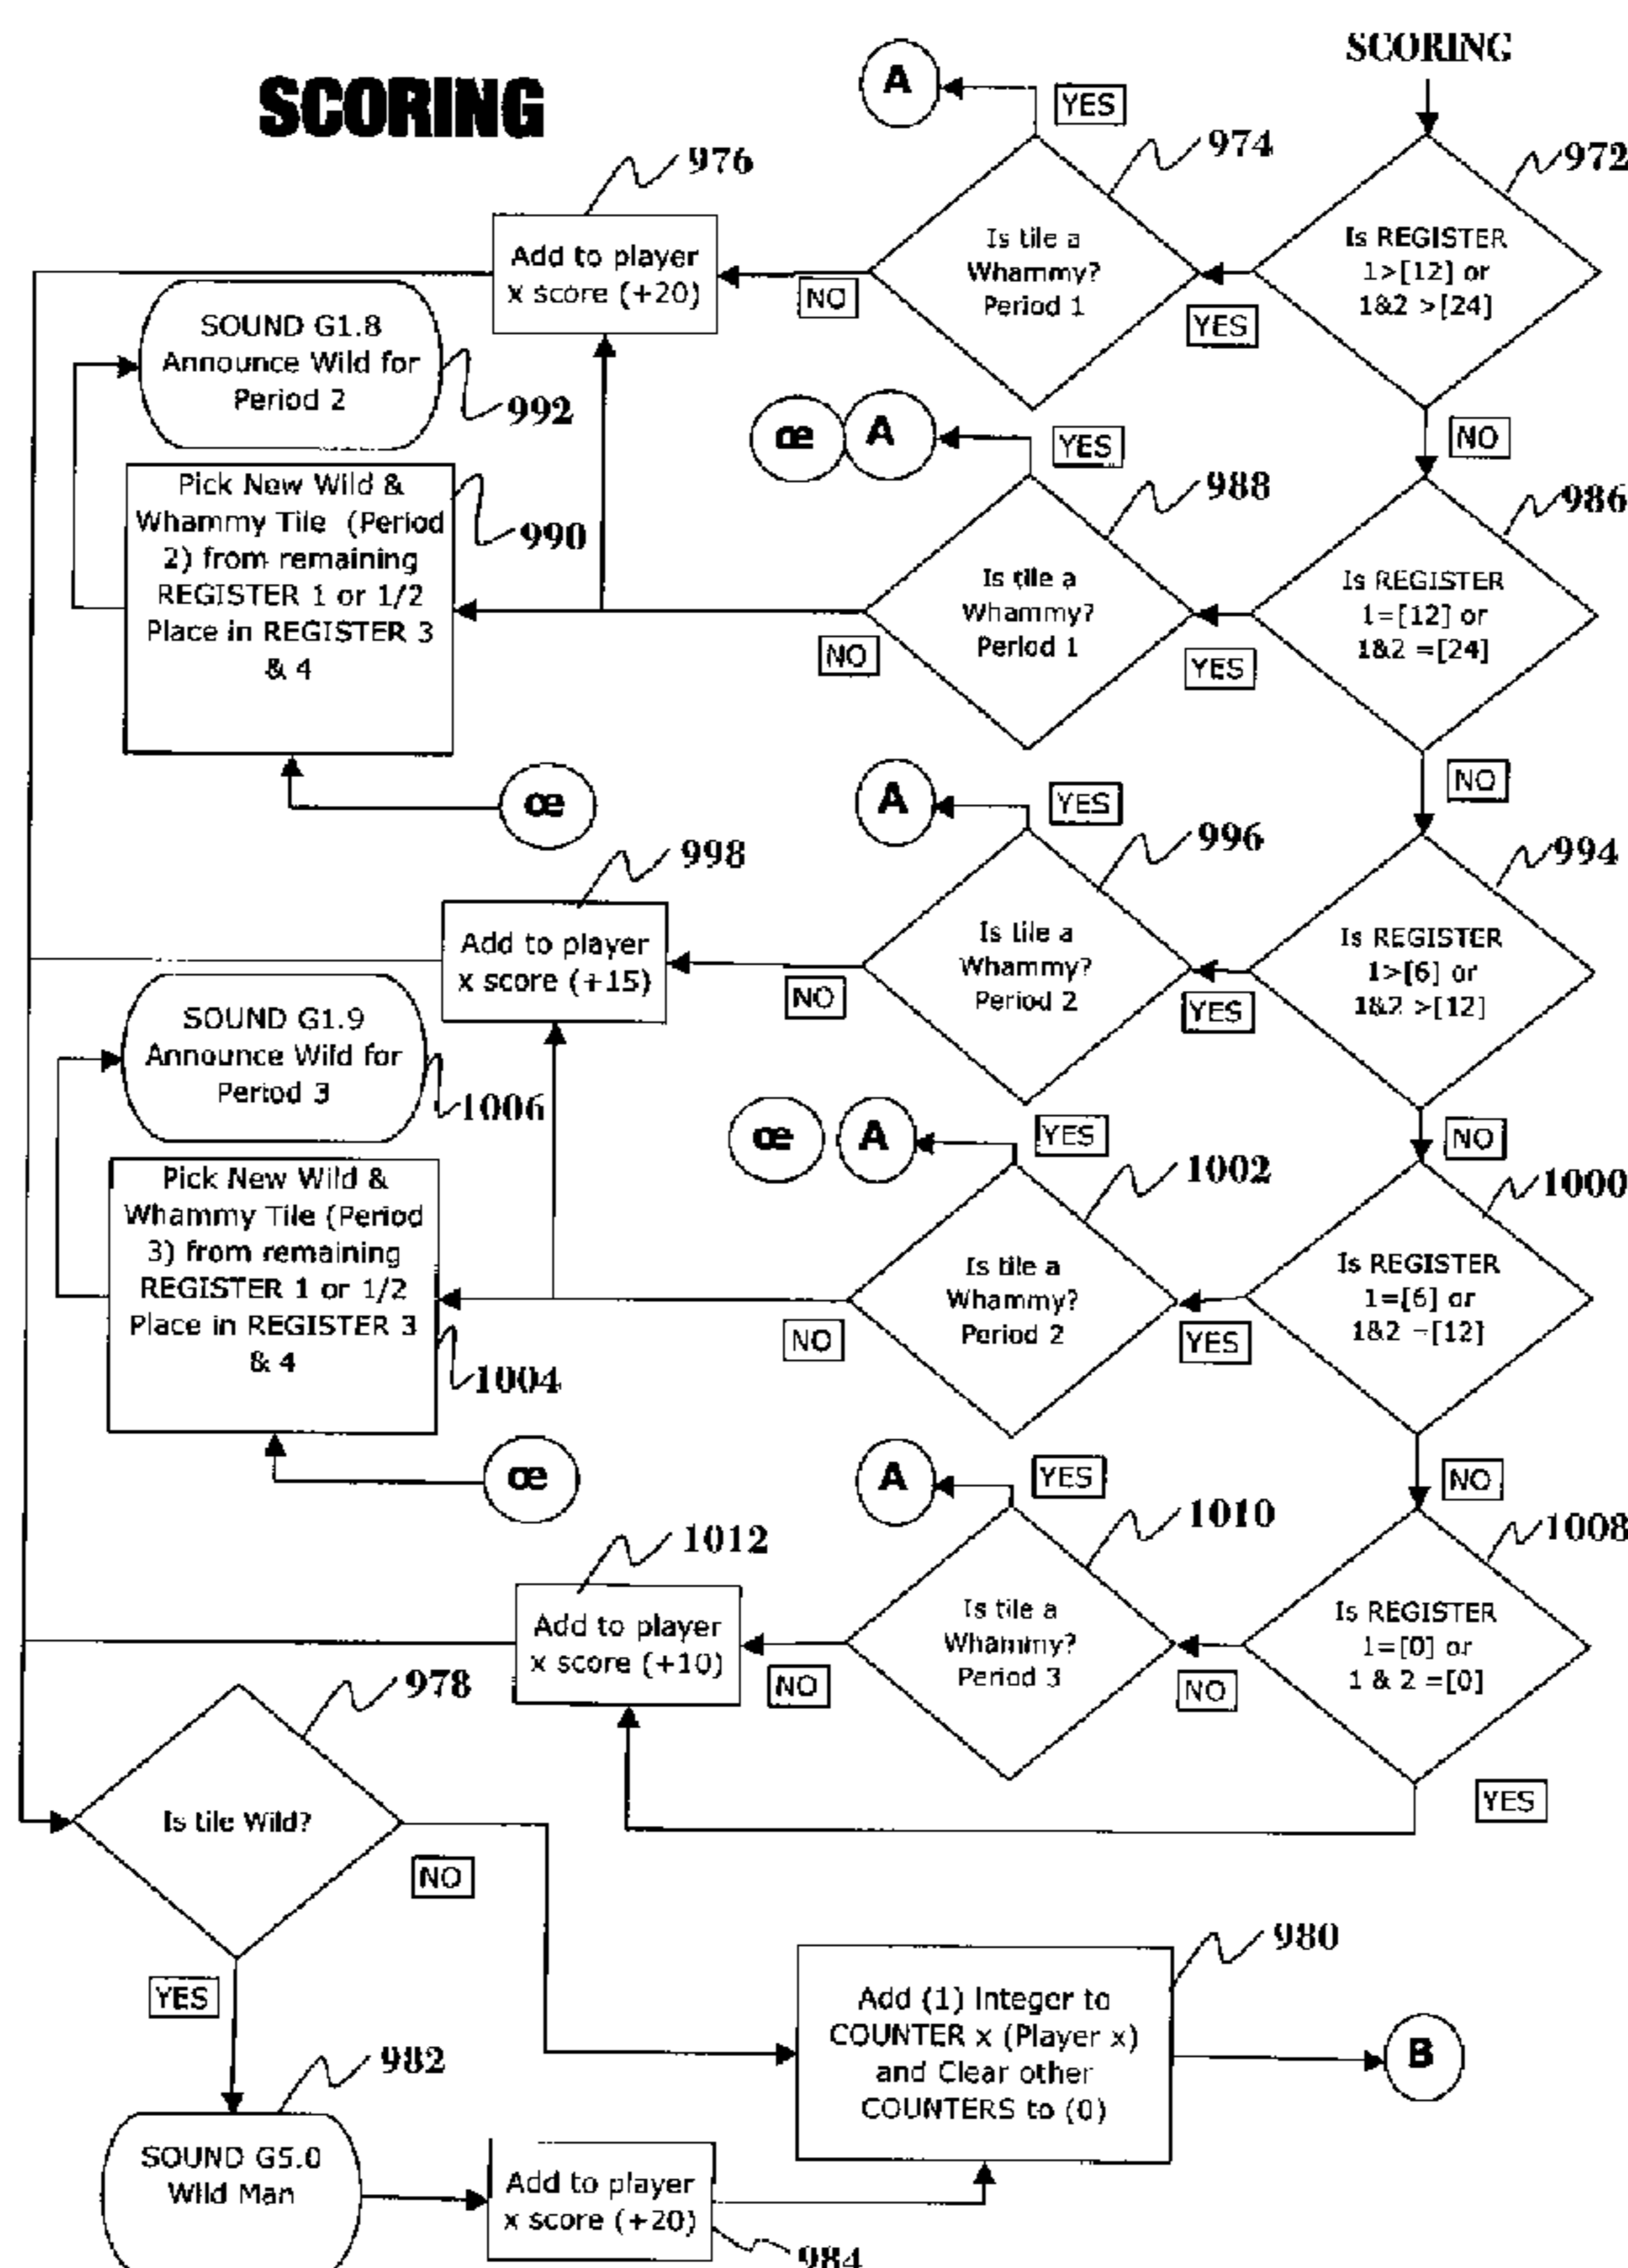 SCORING
SCORING
A
YES
974
972
976
Is REGISTER
1>[12] or
1&2 >[24]
Is tile a
Whammy?
Period 1
Add to player
x score (+20)
NO
YES
SOUND G1.8
Announce Wild for
Period 2
992
NO
œ
A
YES
988
986
Pick New Wild &
Whammy Tile (Period
2) from remaining
REGISTER 1 or 1/2
Place in REGISTER 3
& 4
990
Is tile a
Whammy?
Period 1
Is REGISTER
1=[12] or
1&2 =[24]
NO
YES
NO
œ
A
YES
996
994
998
Add to player
x score (+15)
Is tile a
Whammy?
Period 2
Is REGISTER
1>[6] or
1&2 >[12]
NO
YES
SOUND G1.9
Announce Wild for
Period 3
1006
œ
A
YES
NO
1002
1000
Pick New Wild &
Whammy Tile (Period
3) from remaining
REGISTER 1 or 1/2
Place in REGISTER 3
& 4
1004
Is tile a
Whammy?
Period 2
Is REGISTER
1=[6] or
1&2 =[12]
NO
YES
œ
A
YES
NO
1010
1008
1012
Add to player
x score (+10)
Is tile a
Whammy?
Period 3
Is REGISTER
1=[0] or
1 & 2 =[0]
NO
NO
978
YES
Is tile Wild?
NO
YES
980
Add (1) Integer to
COUNTER x (Player x)
and Clear other
COUNTERS to (0)
B
982
SOUND G5.0
Wild Man
Add to player
x score (+20)
984